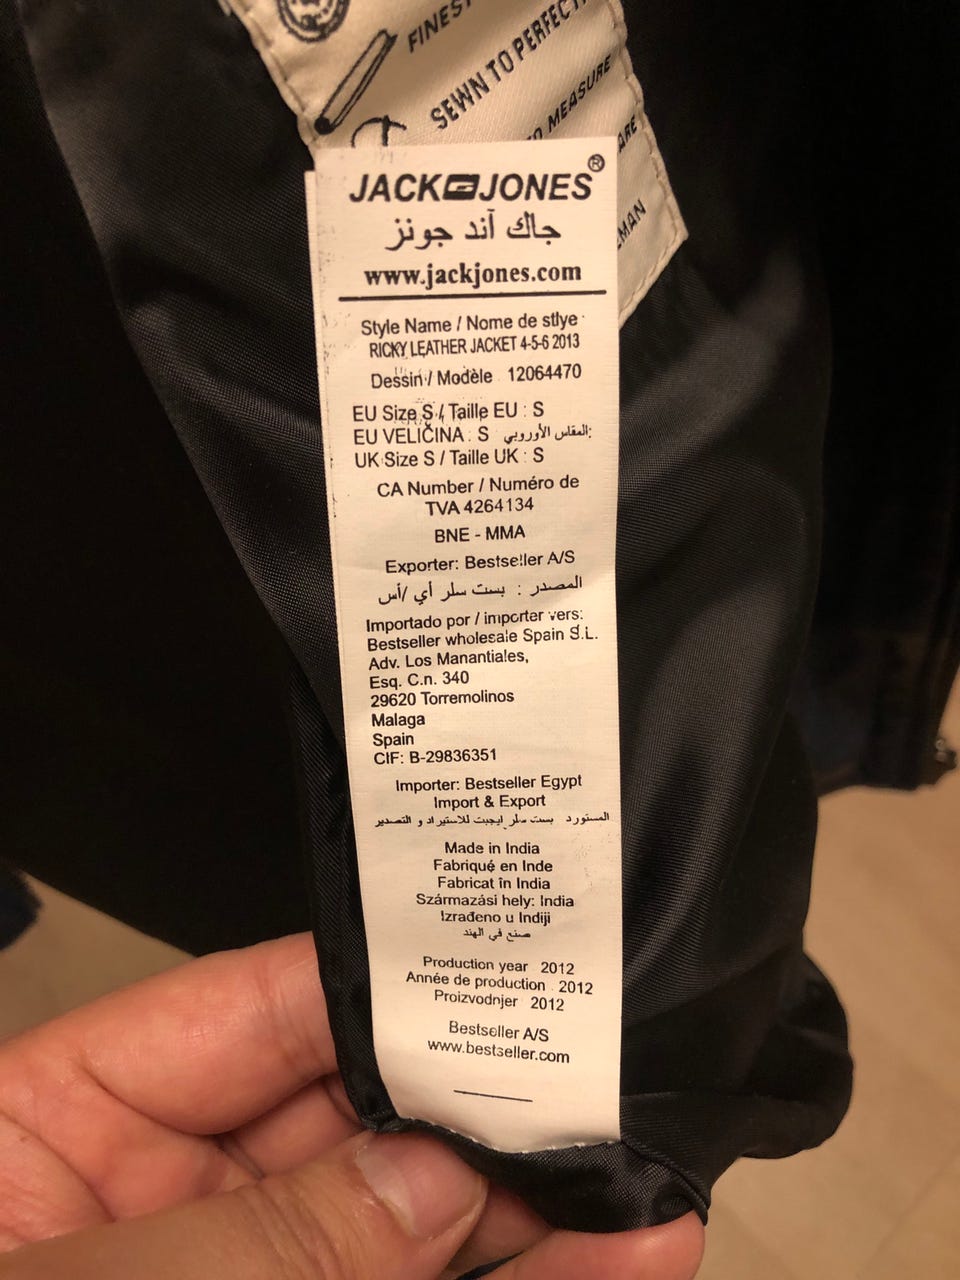 FINEST
SEWN TO PERFECT
MEASURE
ARE
MAN
JACK JONES®
جاك آند جونز
www.jackjones.com
Style Name / Nome de stlye
RICKY LEATHER JACKET 4-5-6 2013
Dessin / Modèle 12064470
EU Size S / Taille EU : S
EU VELIČINA : S المقاس الأوروبي:
UK Size S / Taille UK : S
CA Number / Numéro de
TVA 4264134
BNE - MMA
Exporter: Bestseller A/S
المصدر : بست سلر أي /أس
Importado por / importer vers:
Bestseller wholesale Spain S.L.
Adv. Los Manantiales,
Esq. C.n. 340
29620 Torremolinos
Malaga
Spain
CIF: B-29836351
Importer: Bestseller Egypt
Import & Export
المستورد بست سلر ايجبت للاستيراد و التصدير
Made in India
Fabriqué en Inde
Fabricat în India
Származási hely: India
Izrađeno u Indiji
صنع في الهند
Production year 2012
Année de production 2012
Proizvodnjer 2012
Bestseller A/S
www.bestseller.com